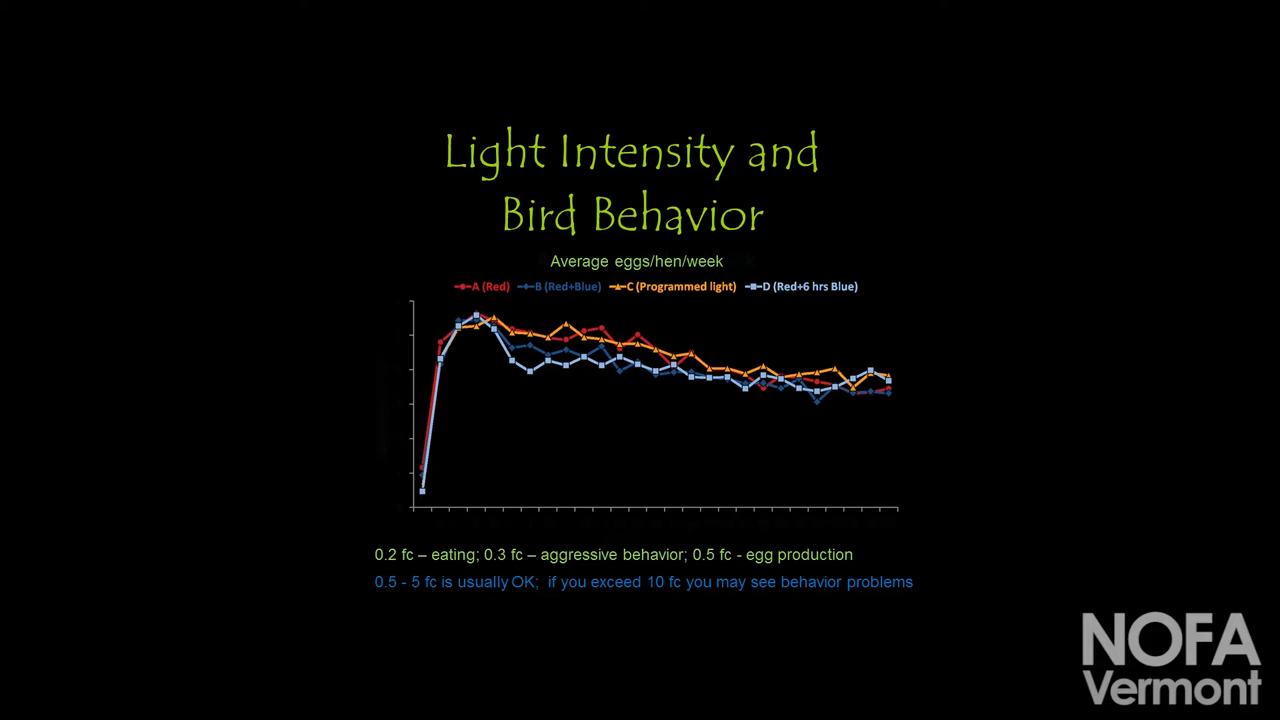 Light Intensity and
Bird Behavior
Average eggs/hen/week
A (Red) B (Red+Blue) C (Programmed light) D (Red+6 hrs Blue)
0.2 fc – eating; 0.3 fc – aggressive behavior; 0.5 fc - egg production
0.5 - 5 fc is usually OK;  if you exceed 10 fc you may see behavior problems
NOFA
Vermont